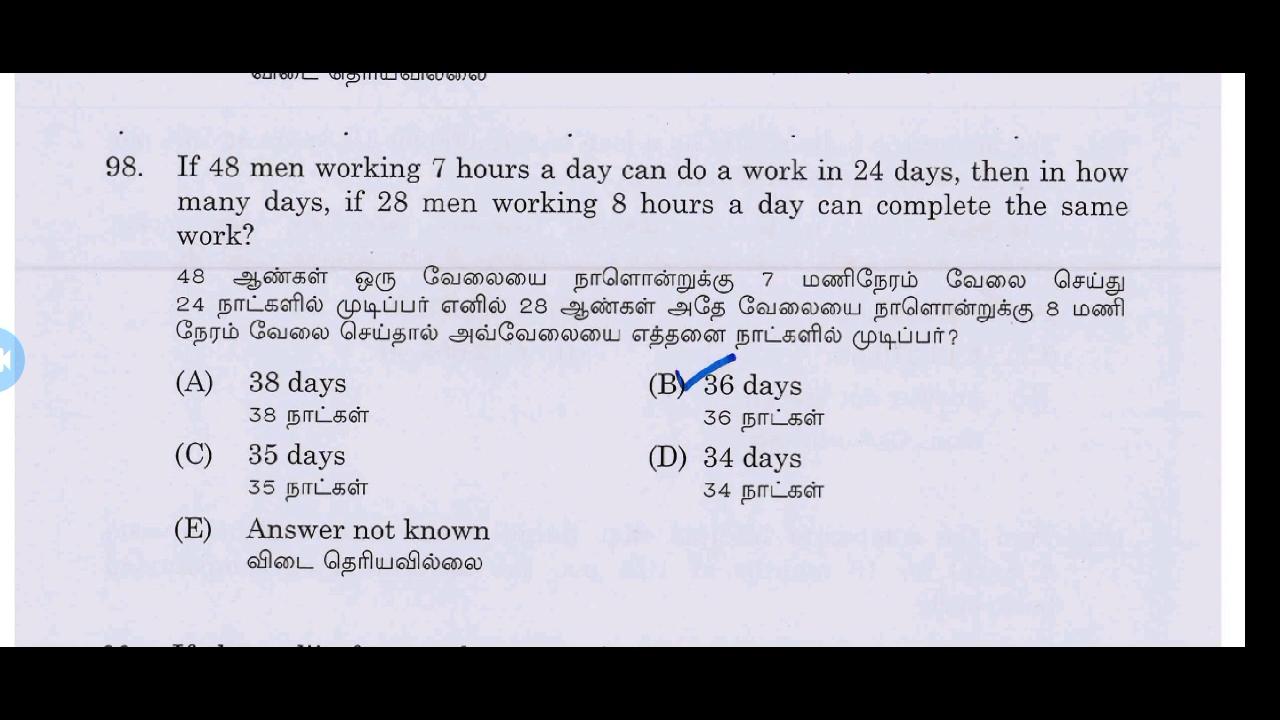 விடை தெரியவில்லை
98. If 48 men working 7 hours a day can do a work in 24 days, then in how
many days, if 28 men working 8 hours a day can complete the same
work?
48 ஆண்கள் ஒரு வேலையை நாளொன்றுக்கு 7 மணிநேரம் வேலை செய்து
24 நாட்களில் முடிப்பர் எனில் 28 ஆண்கள் அதே வேலையை நாளொன்றுக்கு 8 மணி
நேரம் வேலை செய்தால் அவ்வேலையை எத்தனை நாட்களில் முடிப்பர்?
(A) 38 days
38 நாட்கள்
(B) 36 days
36 நாட்கள்
(C) 35 days
35 நாட்கள்
(D) 34 days
34 நாட்கள்
(E) Answer not known
விடை தெரியவில்லை